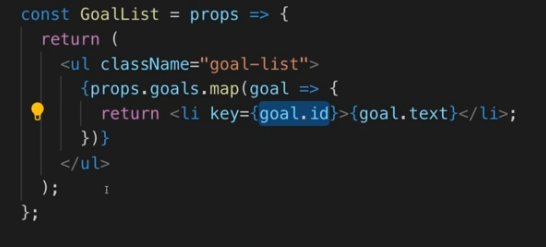 const GoalList = props => {
  return (
    <ul className="goal-list">
      {props.goals.map(goal => {
        return <li key={goal.id}>{goal.text}</li>;
      })}
    </ul>
  );
};